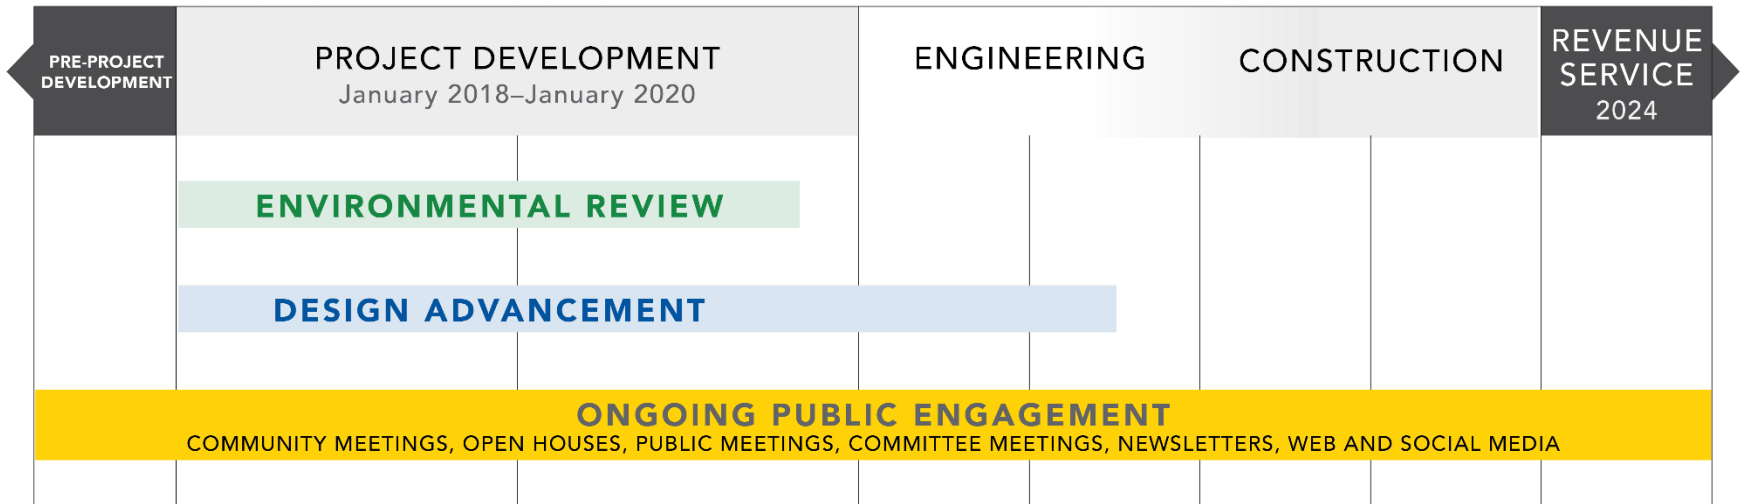 PRE-PROJECT
DEVELOPMENT
PROJECT DEVELOPMENT
January 2018–January 2020
ENGINEERING
CONSTRUCTION
REVENUE
SERVICE
2024
ENVIRONMENTAL REVIEW
DESIGN ADVANCEMENT
ONGOING PUBLIC ENGAGEMENT
COMMUNITY MEETINGS, OPEN HOUSES, PUBLIC MEETINGS, COMMITTEE MEETINGS, NEWSLETTERS, WEB AND SOCIAL MEDIA